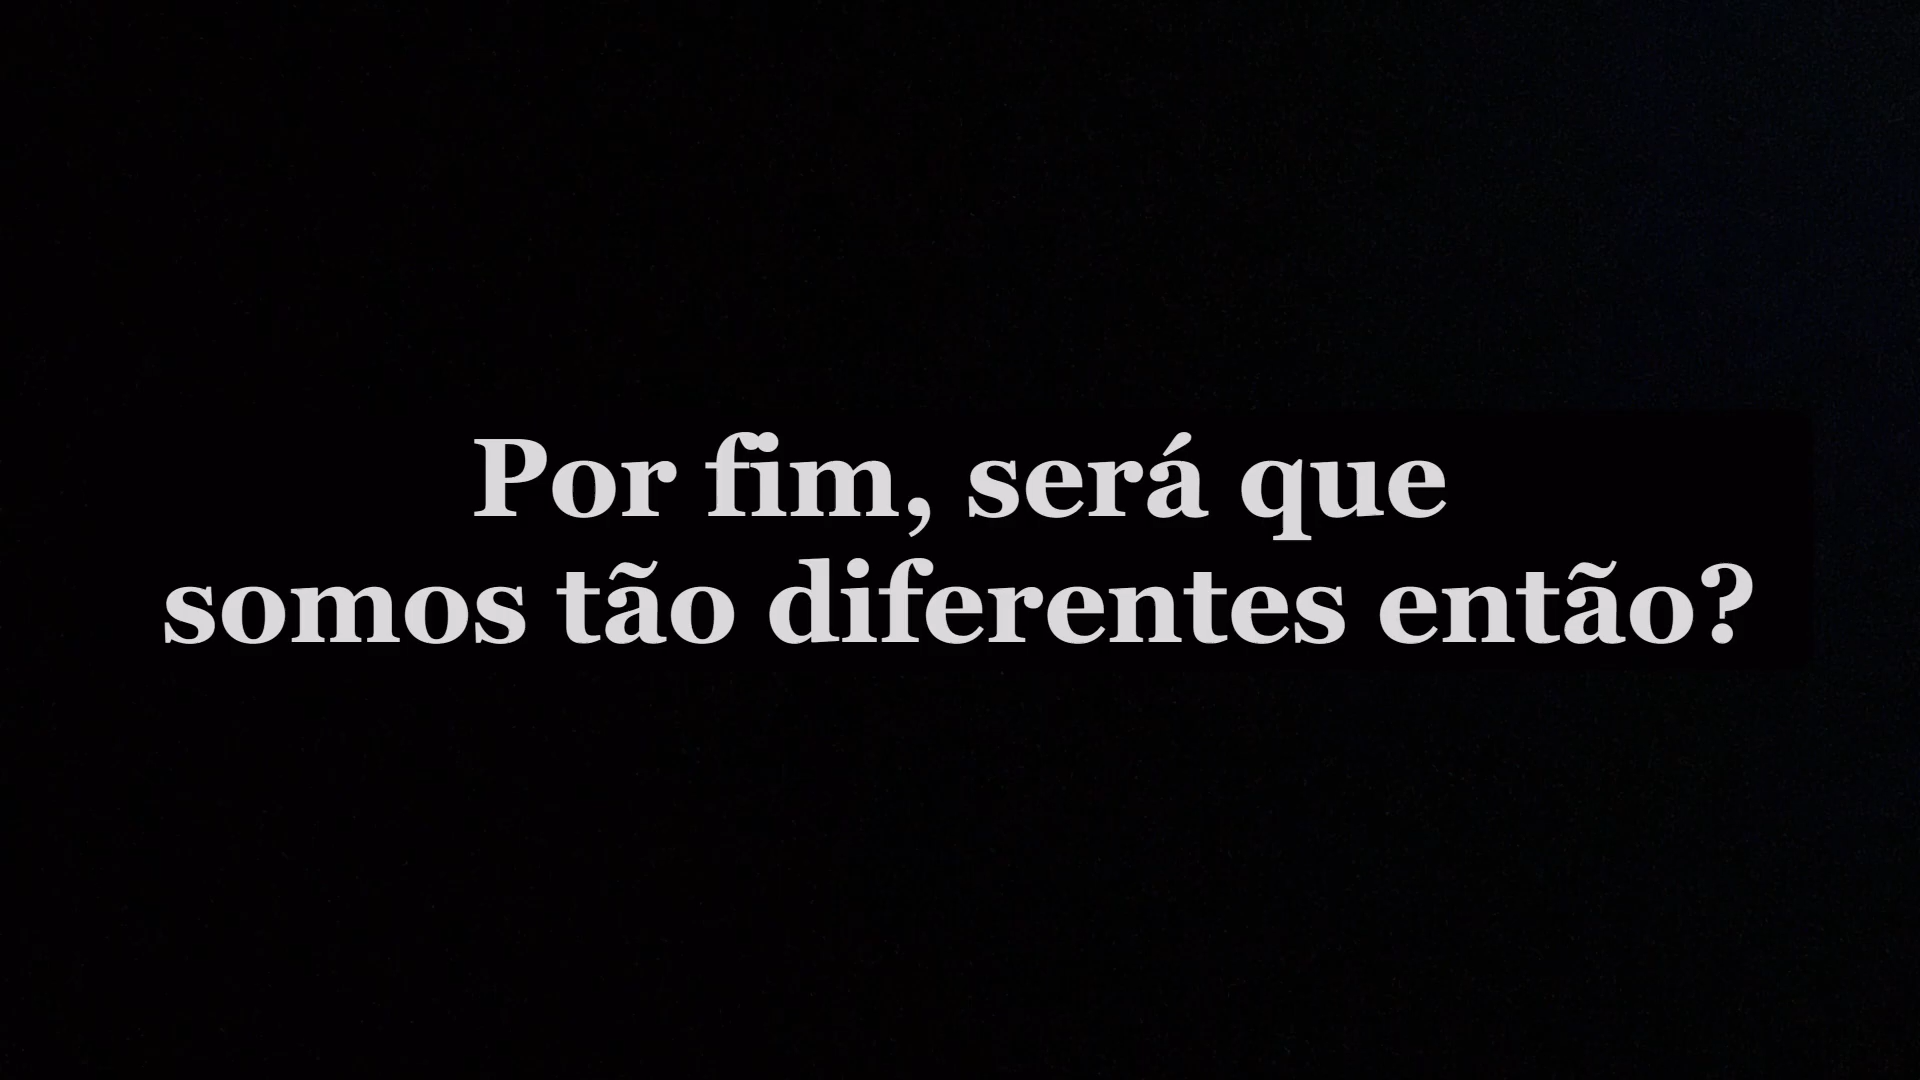 Por fim, será que
somos tão diferentes então?